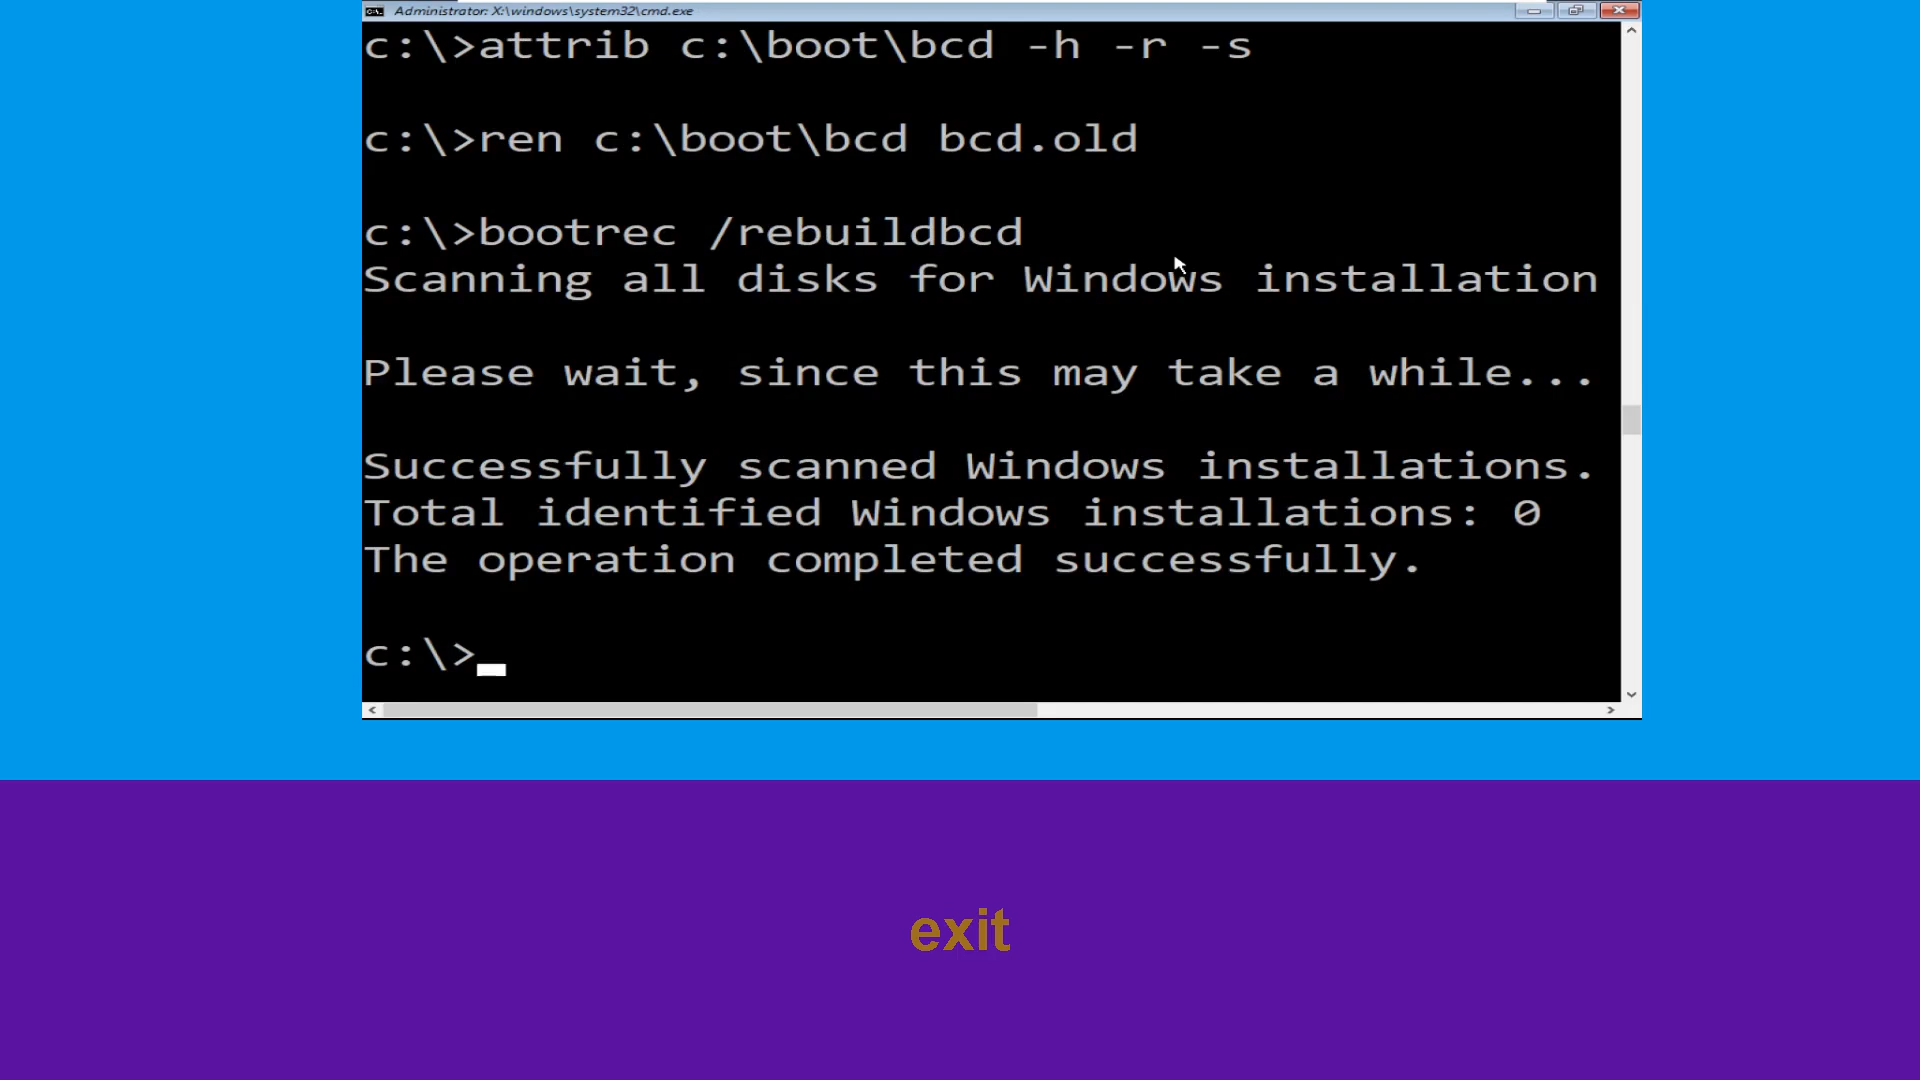 Administrator: X:\windows\system32\cmd.exe
c:\>attrib c:\boot\bcd -h -r -s
c:\>ren c:\boot\bcd bcd.old
c:\>bootrec /rebuildbcd
Scanning all disks for Windows installation
Please wait, since this may take a while...
Successfully scanned Windows installations.
Total identified Windows installations: 0
The operation completed successfully.
c:\>
exit